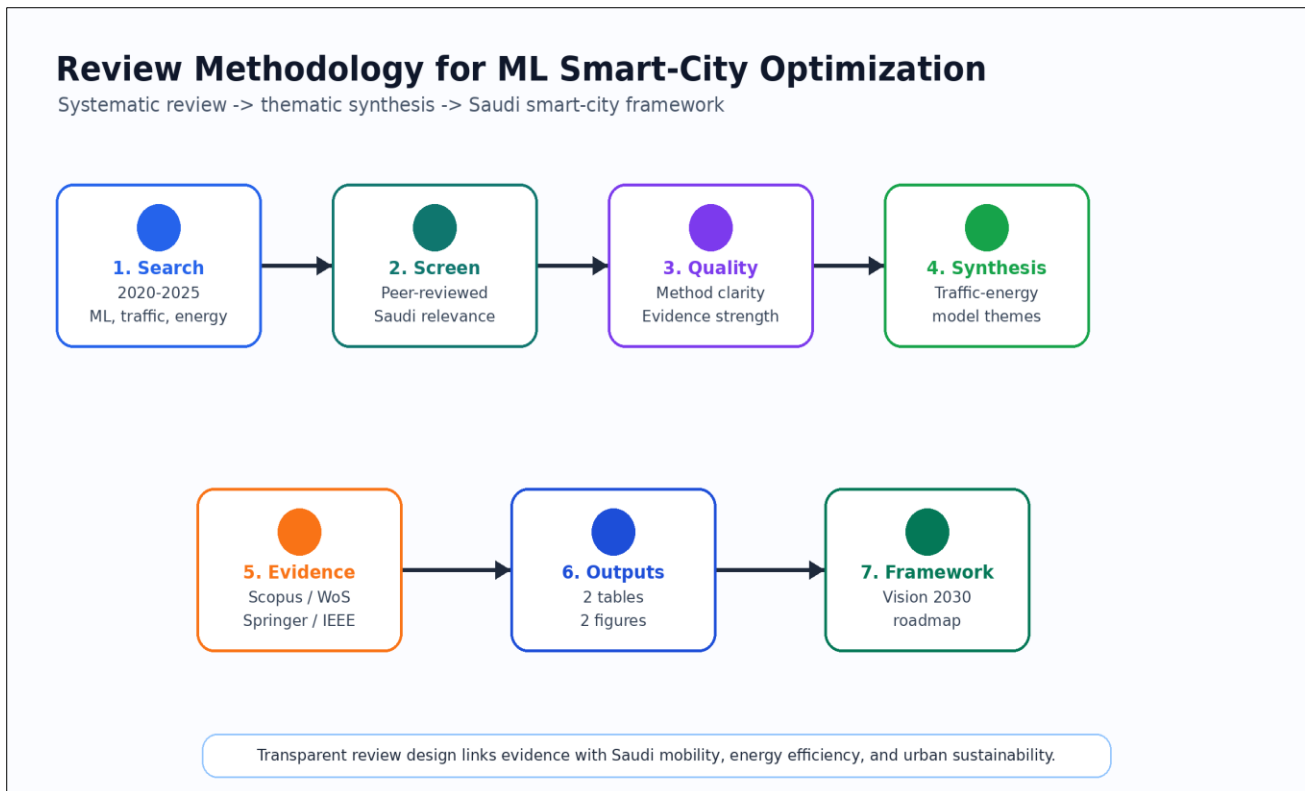 Review Methodology for ML Smart-City Optimization
Systematic review -> thematic synthesis -> Saudi smart-city framework
1. Search
2020-2025
ML, traffic, energy
2. Screen
Peer-reviewed
Saudi relevance
3. Quality
Method clarity
Evidence strength
4. Synthesis
Traffic-energy
model themes
5. Evidence
Scopus / WoS
Springer / IEEE
6. Outputs
2 tables
2 figures
7. Framework
Vision 2030
roadmap
Transparent review design links evidence with Saudi mobility, energy efficiency, and urban sustainability.